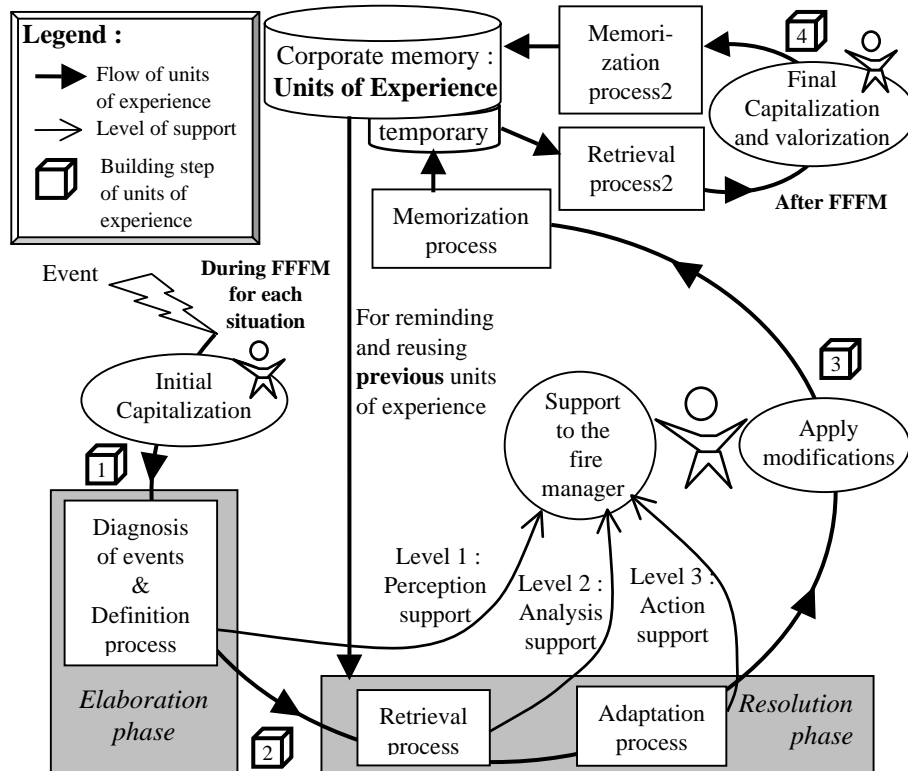 Legend :
Flow of units
of experience
Level of support
Building step
of units of
experience
Corporate memory :
Units of Experience
temporary
Memori-
zation
process2
Retrieval
process2
4
Final
Capitalization
and valorization
After FFFM
Memorization
process
Event
During FFFM
for each
situation
Initial
Capitalization
For reminding
and reusing
previous units
of experience
Support
to the
fire
manager
3
Apply
modifications
1
Diagnosis
of events
&
Definition
process
Elaboration
phase
Level 1 :
Perception
support
Level 2 :
Analysis
support
Level 3 :
Action
support
2
Retrieval
process
Adaptation
process
Resolution
phase